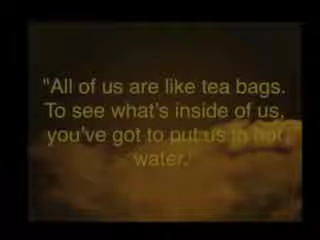 "All of us are like tea bags.
To see what's inside of us,
you've got to put us in hot
water.'